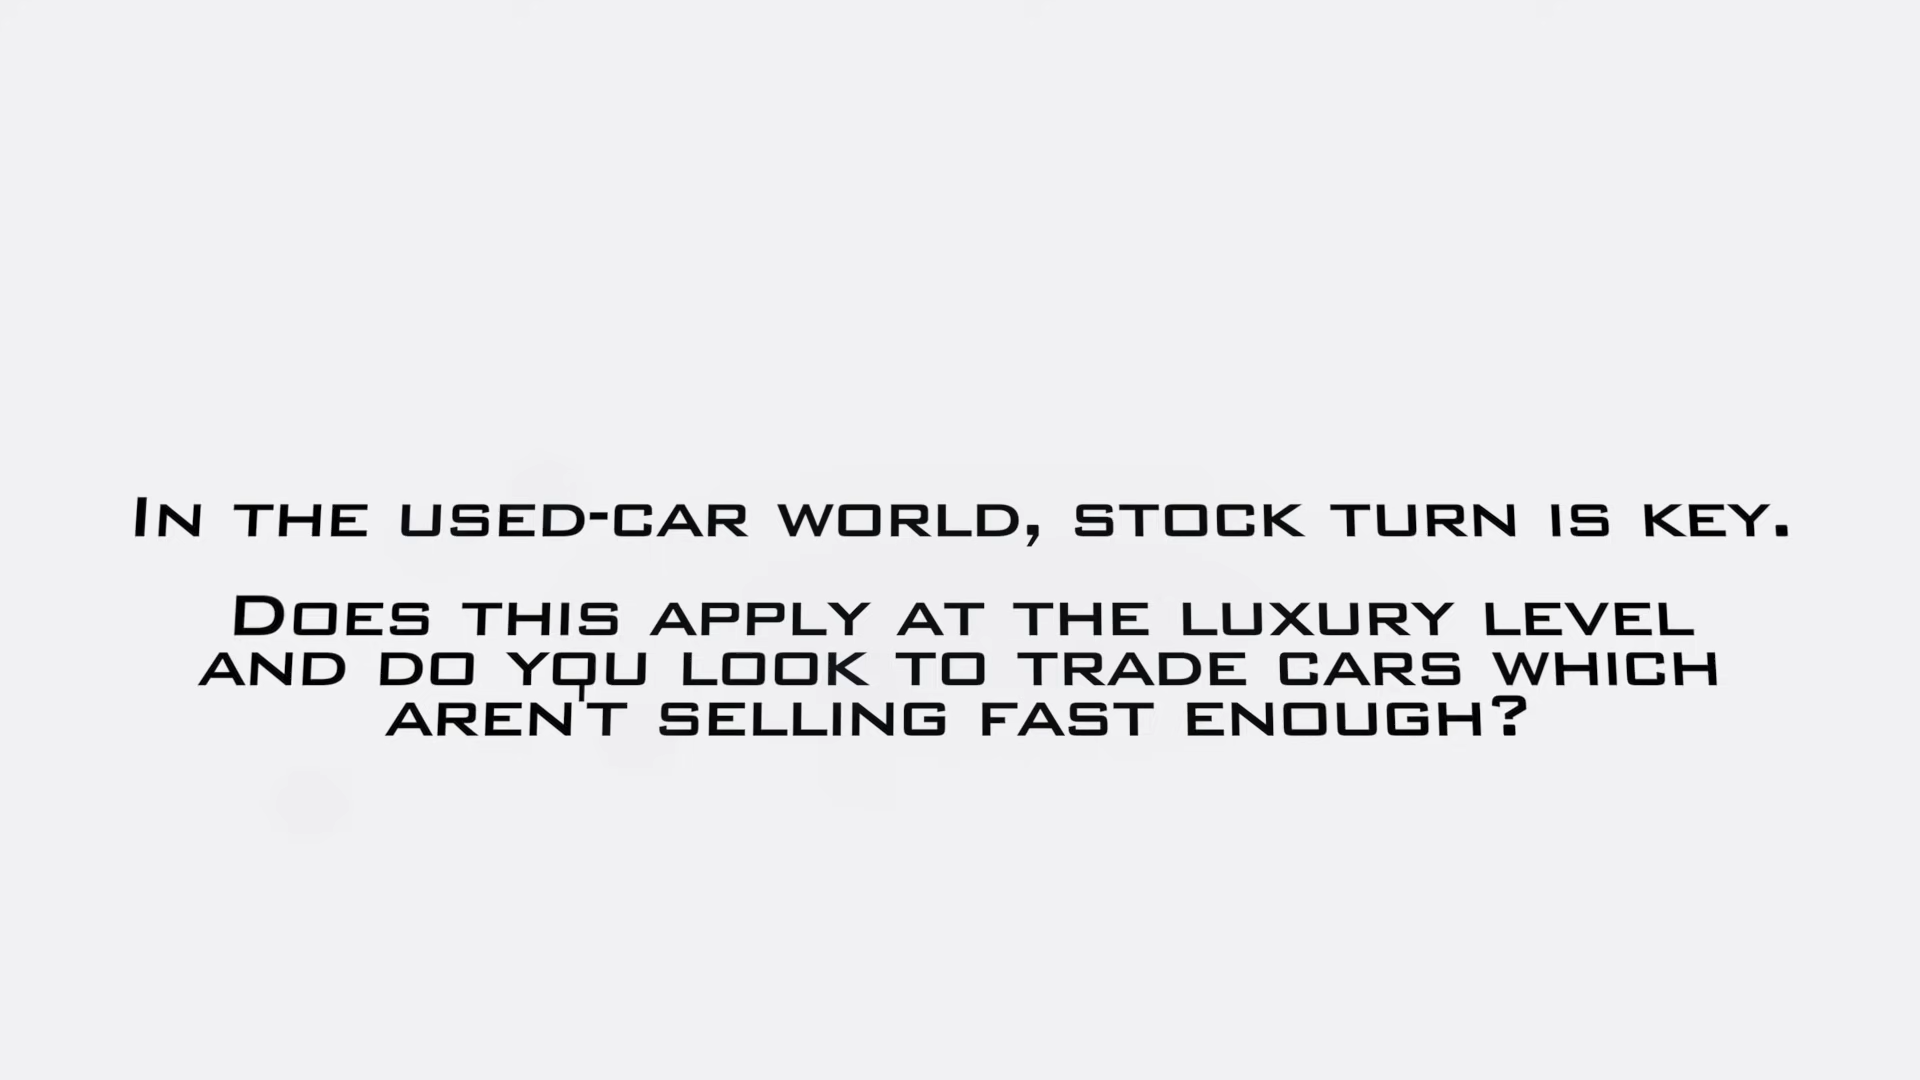 In the used-car world, stock turn is key.
Does this apply at the luxury level
and do you look to trade cars which
aren't selling fast enough?